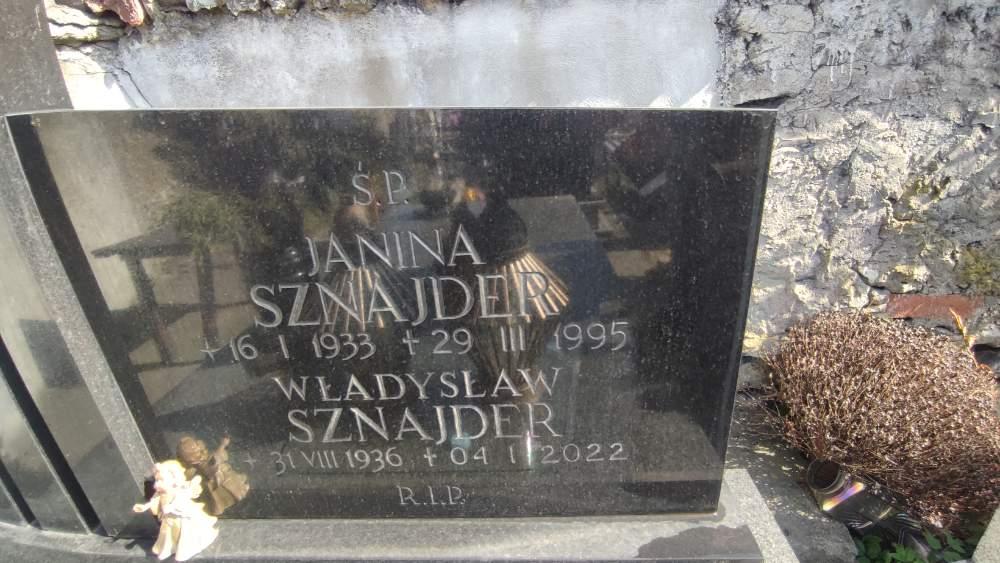 Ś.P.
JANINA
SZNAJDER
* 16 I 1933 + 29 III 1995
WŁADYSŁAW
SZNAJDER
* 31 VIII 1936 + 04 I 2022
R.I.P.